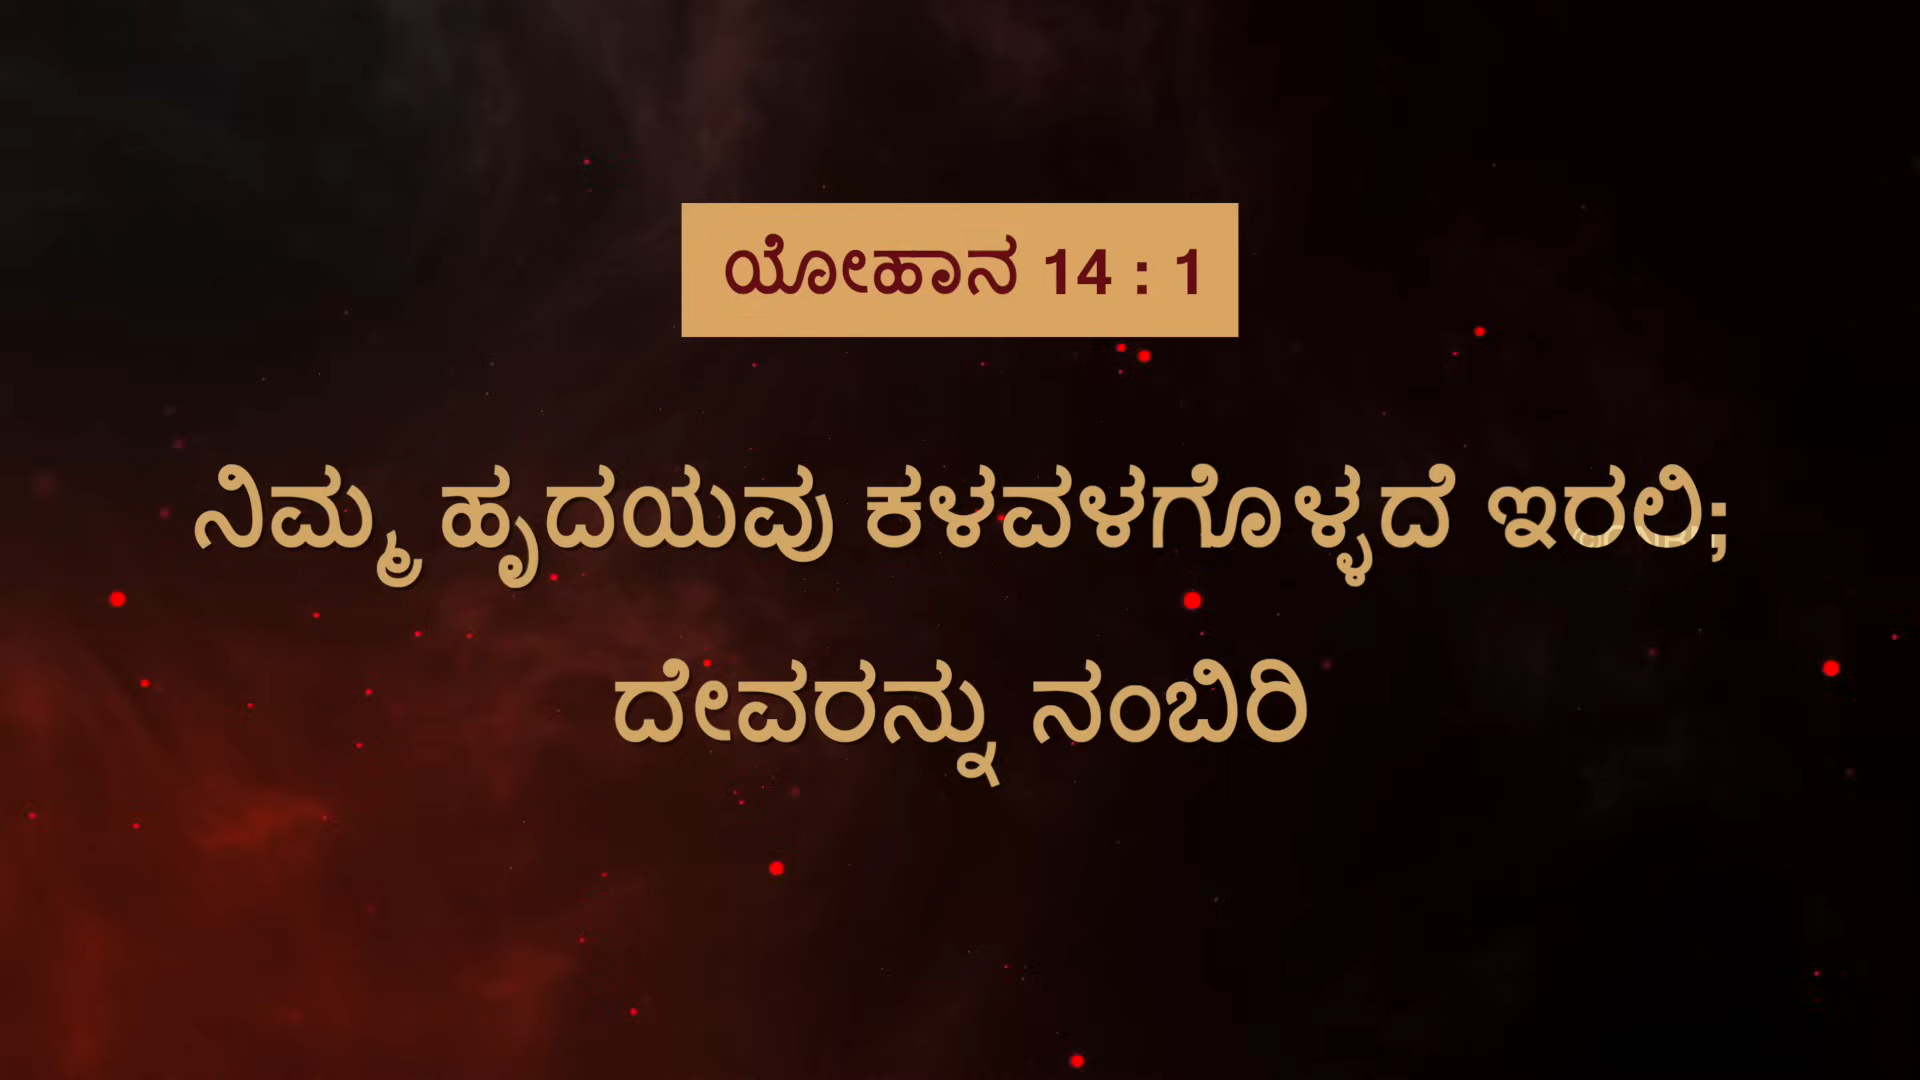 ಯೋಹಾನ 14 : 1
ನಿಮ್ಮ ಹೃದಯವು ಕಳವಳಗೊಳ್ಳದೆ ಇರಲಿ;
ದೇವರನ್ನು ನಂಬಿರಿ